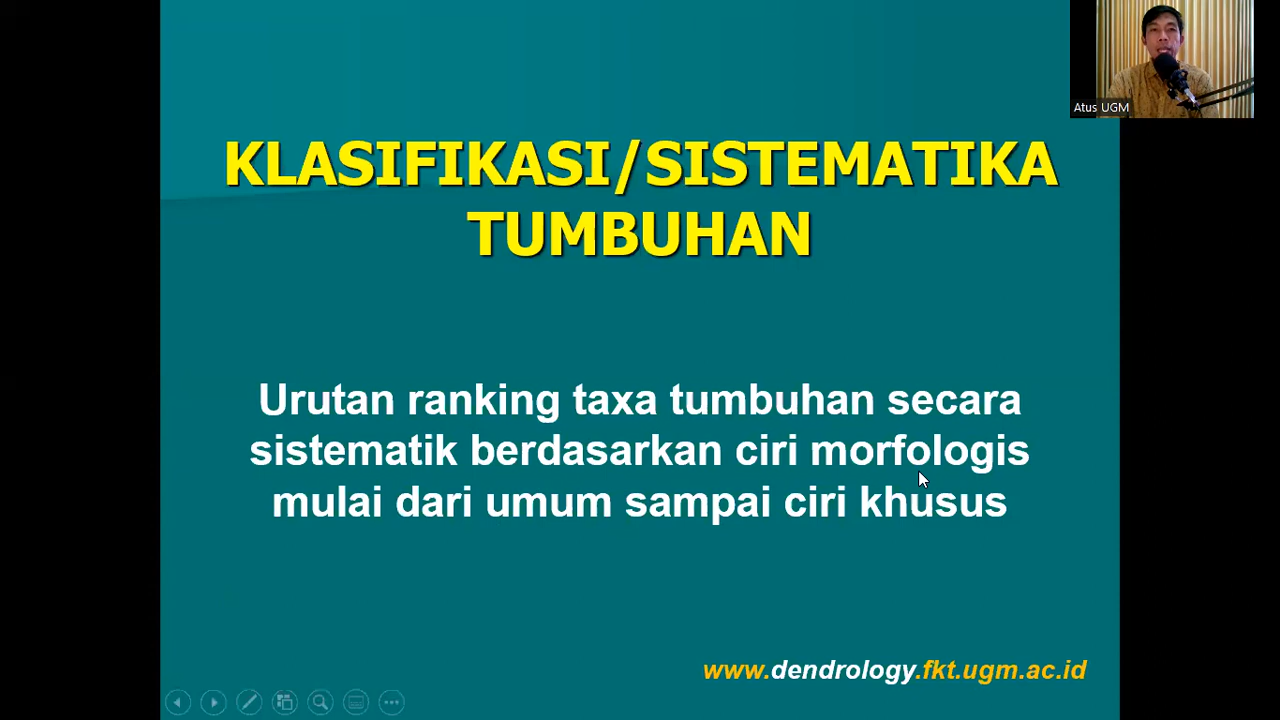 Atus UGM
KLASIFIKASI/SISTEMATIKA
TUMBUHAN
Urutan ranking taxa tumbuhan secara
sistematik berdasarkan ciri morfologis
mulai dari umum sampai ciri khusus
www.dendrology.fkt.ugm.ac.id